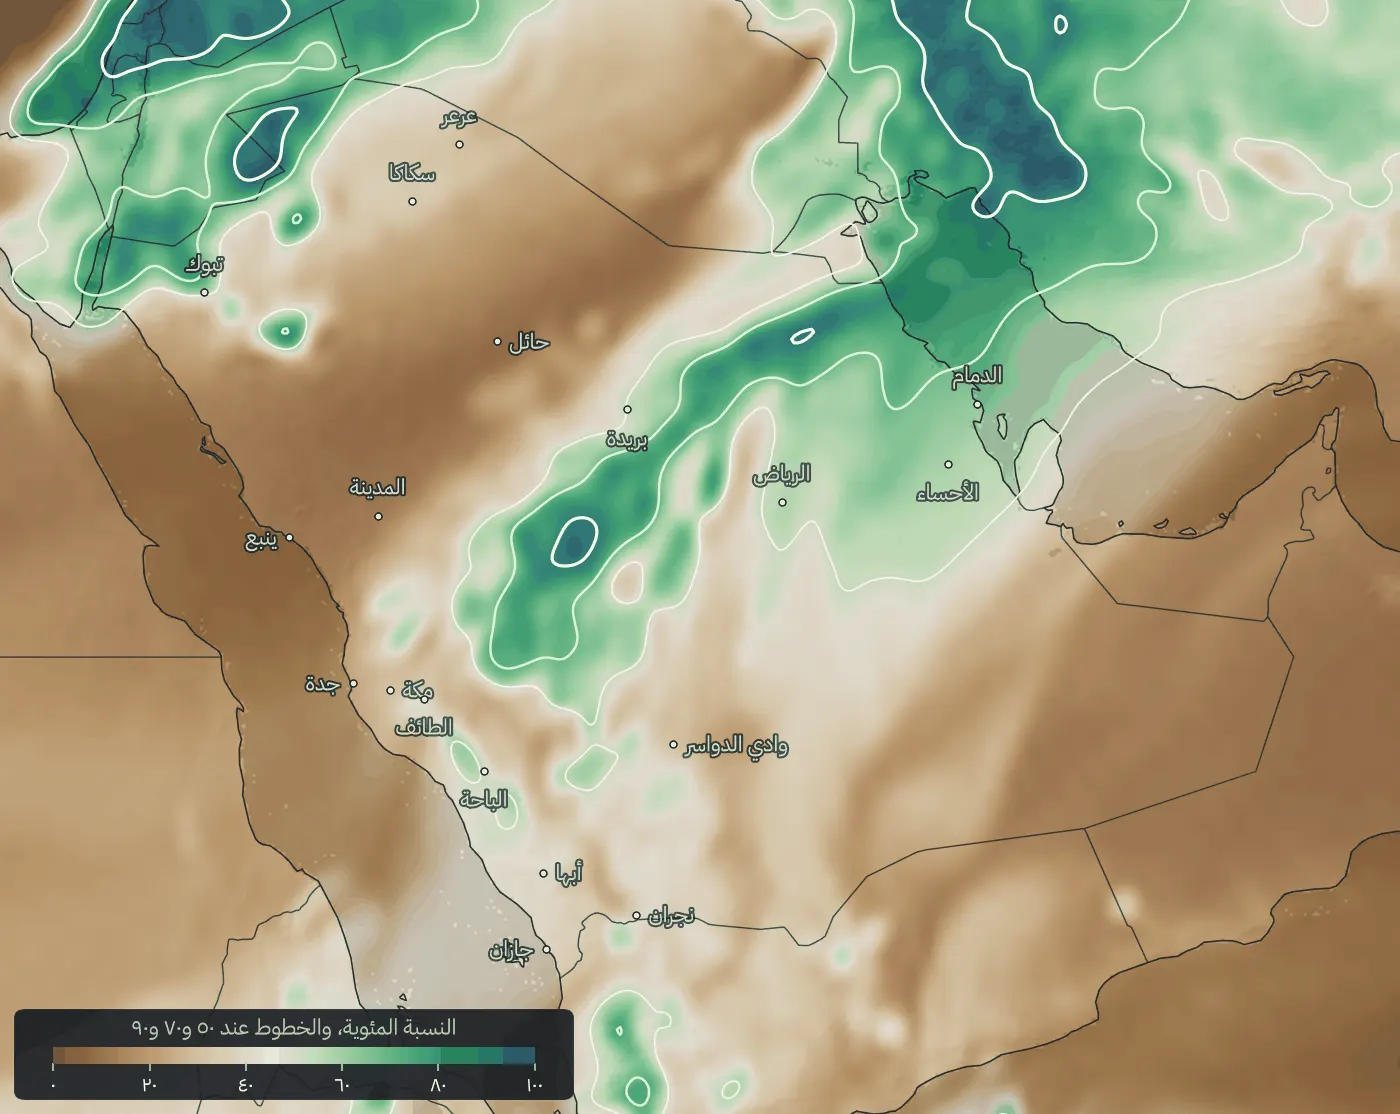 عرعر
سكاكا
تبوك
حائل
الدمام
بريدة
الرياض
المدينة
الأحساء
ينبع
جدة
مكة
الطائف
وادي الدواسر
الباحة
أبها
نجران
جازان
النسبة المئوية، والخطوط عند ٥٠ و٧٠ و٩٠
٠ ٢٠ ٤٠ ٦٠ ٨٠ ١٠٠